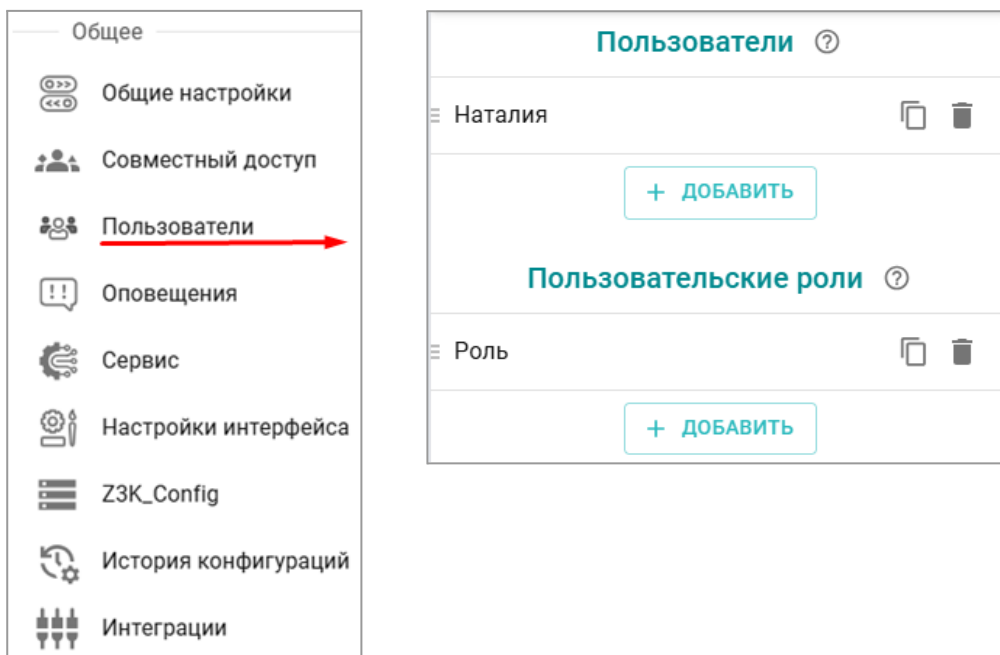 Общее
Общие настройки
Совместный доступ
Пользователи
Оповещения
Сервис
Настройки интерфейса
Z3K_Config
История конфигураций
Интеграции
Пользователи ?
Наталия
+ ДОБАВИТЬ
Пользовательские роли ?
Роль
+ ДОБАВИТЬ